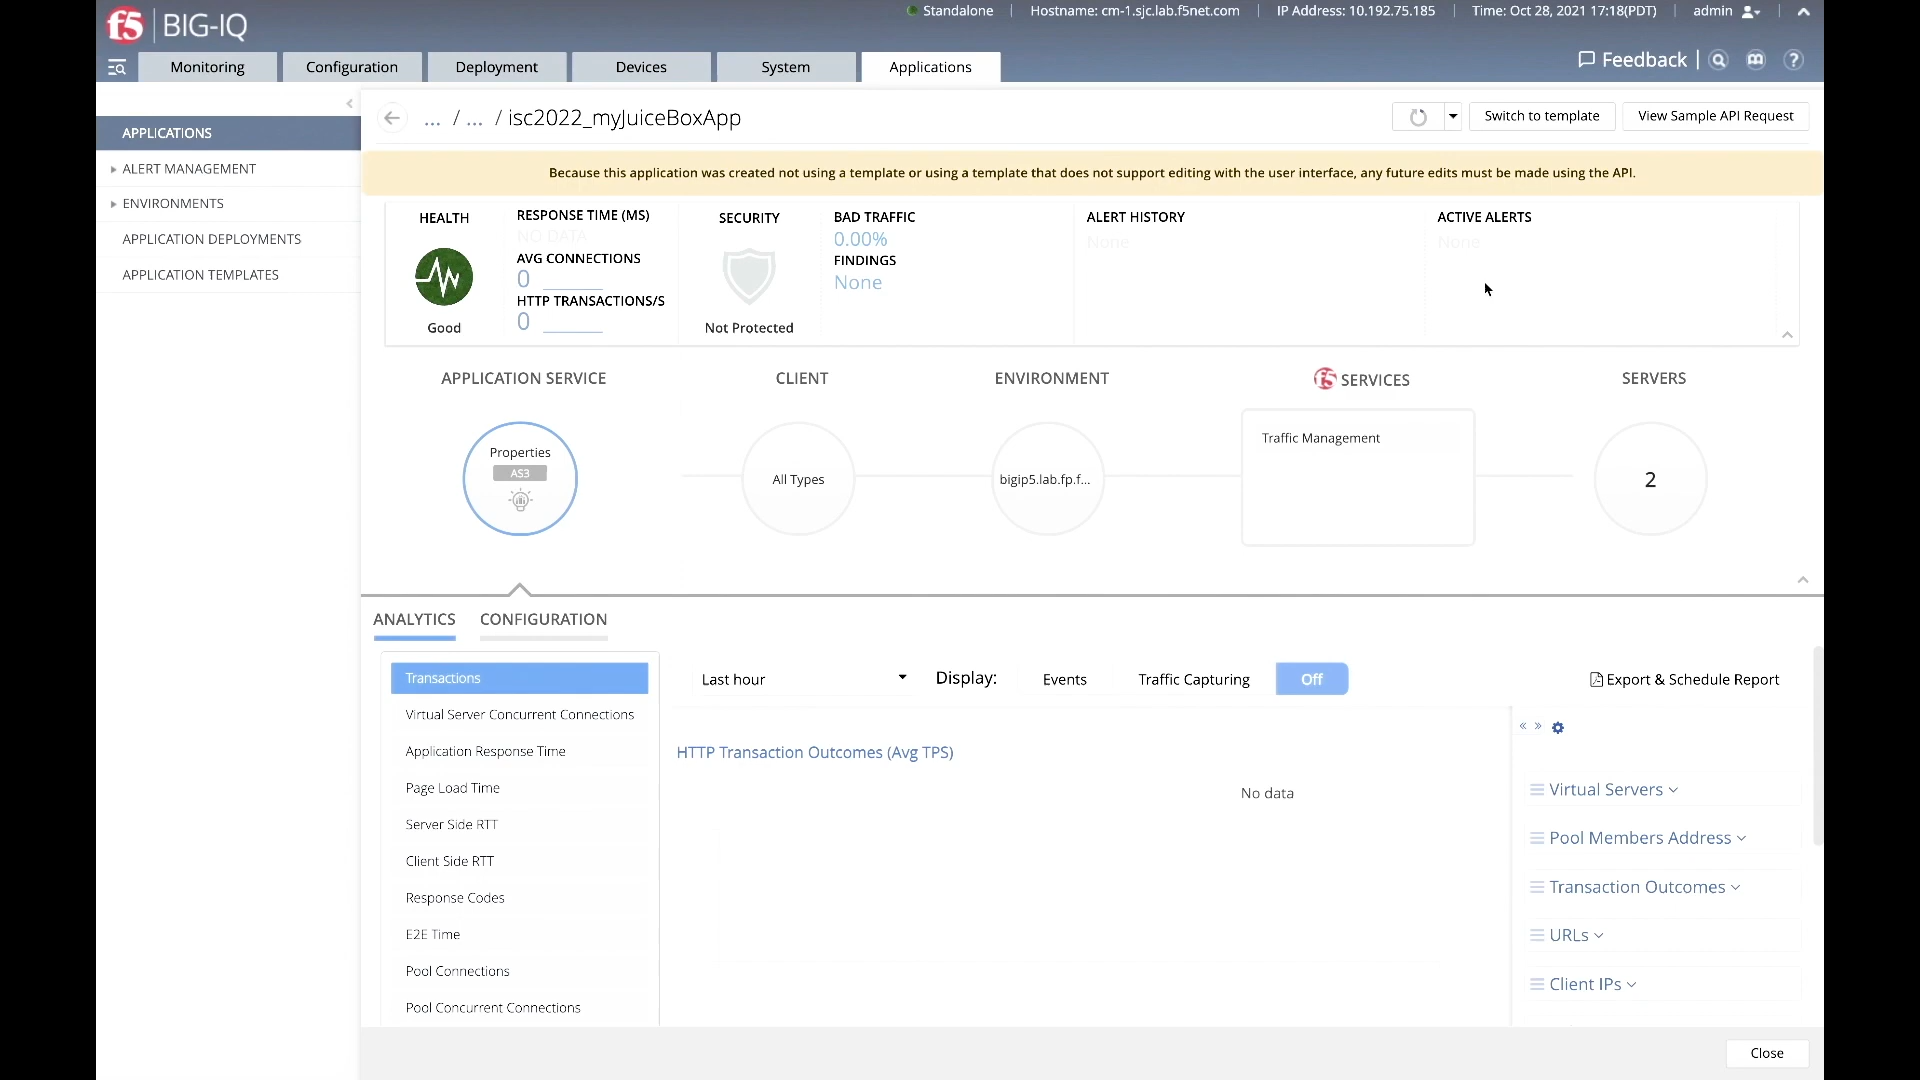 f5 BIG-IQ
Standalone
Hostname: cm-1.sjc.lab.f5net.com
IP Address: 10.192.75.185
Time: Oct 28, 2021 17:18(PDT)
admin
Monitoring
Configuration
Deployment
Devices
System
Applications
Feedback
APPLICATIONS
ALERT MANAGEMENT
ENVIRONMENTS
APPLICATION DEPLOYMENTS
APPLICATION TEMPLATES
... / ... / isc2022_myJuiceBoxApp
Switch to template
View Sample API Request
Because this application was created not using a template or using a template that does not support editing with the user interface, any future edits must be made using the API.
HEALTH
Good
RESPONSE TIME (MS)
NO DATA
AVG CONNECTIONS
0
HTTP TRANSACTIONS/S
0
SECURITY
Not Protected
BAD TRAFFIC
0.00%
FINDINGS
None
ALERT HISTORY
None
ACTIVE ALERTS
None
APPLICATION SERVICE
CLIENT
ENVIRONMENT
f5 SERVICES
SERVERS
Properties
AS3
All Types
bigip5.lab.fp.f...
Traffic Management
2
ANALYTICS
CONFIGURATION
Transactions
Virtual Server Concurrent Connections
Application Response Time
Page Load Time
Server Side RTT
Client Side RTT
Response Codes
E2E Time
Pool Connections
Pool Concurrent Connections
Last hour
Display:
Events
Traffic Capturing
Off
Export & Schedule Report
HTTP Transaction Outcomes (Avg TPS)
No data
Virtual Servers
Pool Members Address
Transaction Outcomes
URLs
Client IPs
Close